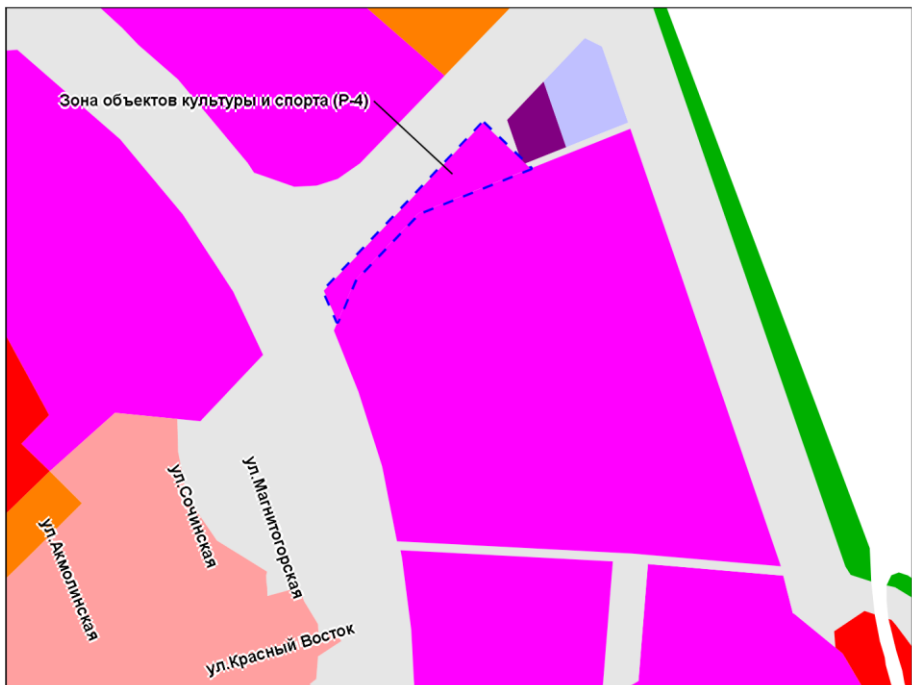 Зона объектов культуры и спорта (Р-4)
ул.Сочинская
ул.Магнитогорская
ул.Акмолинская
ул.Красный Восток